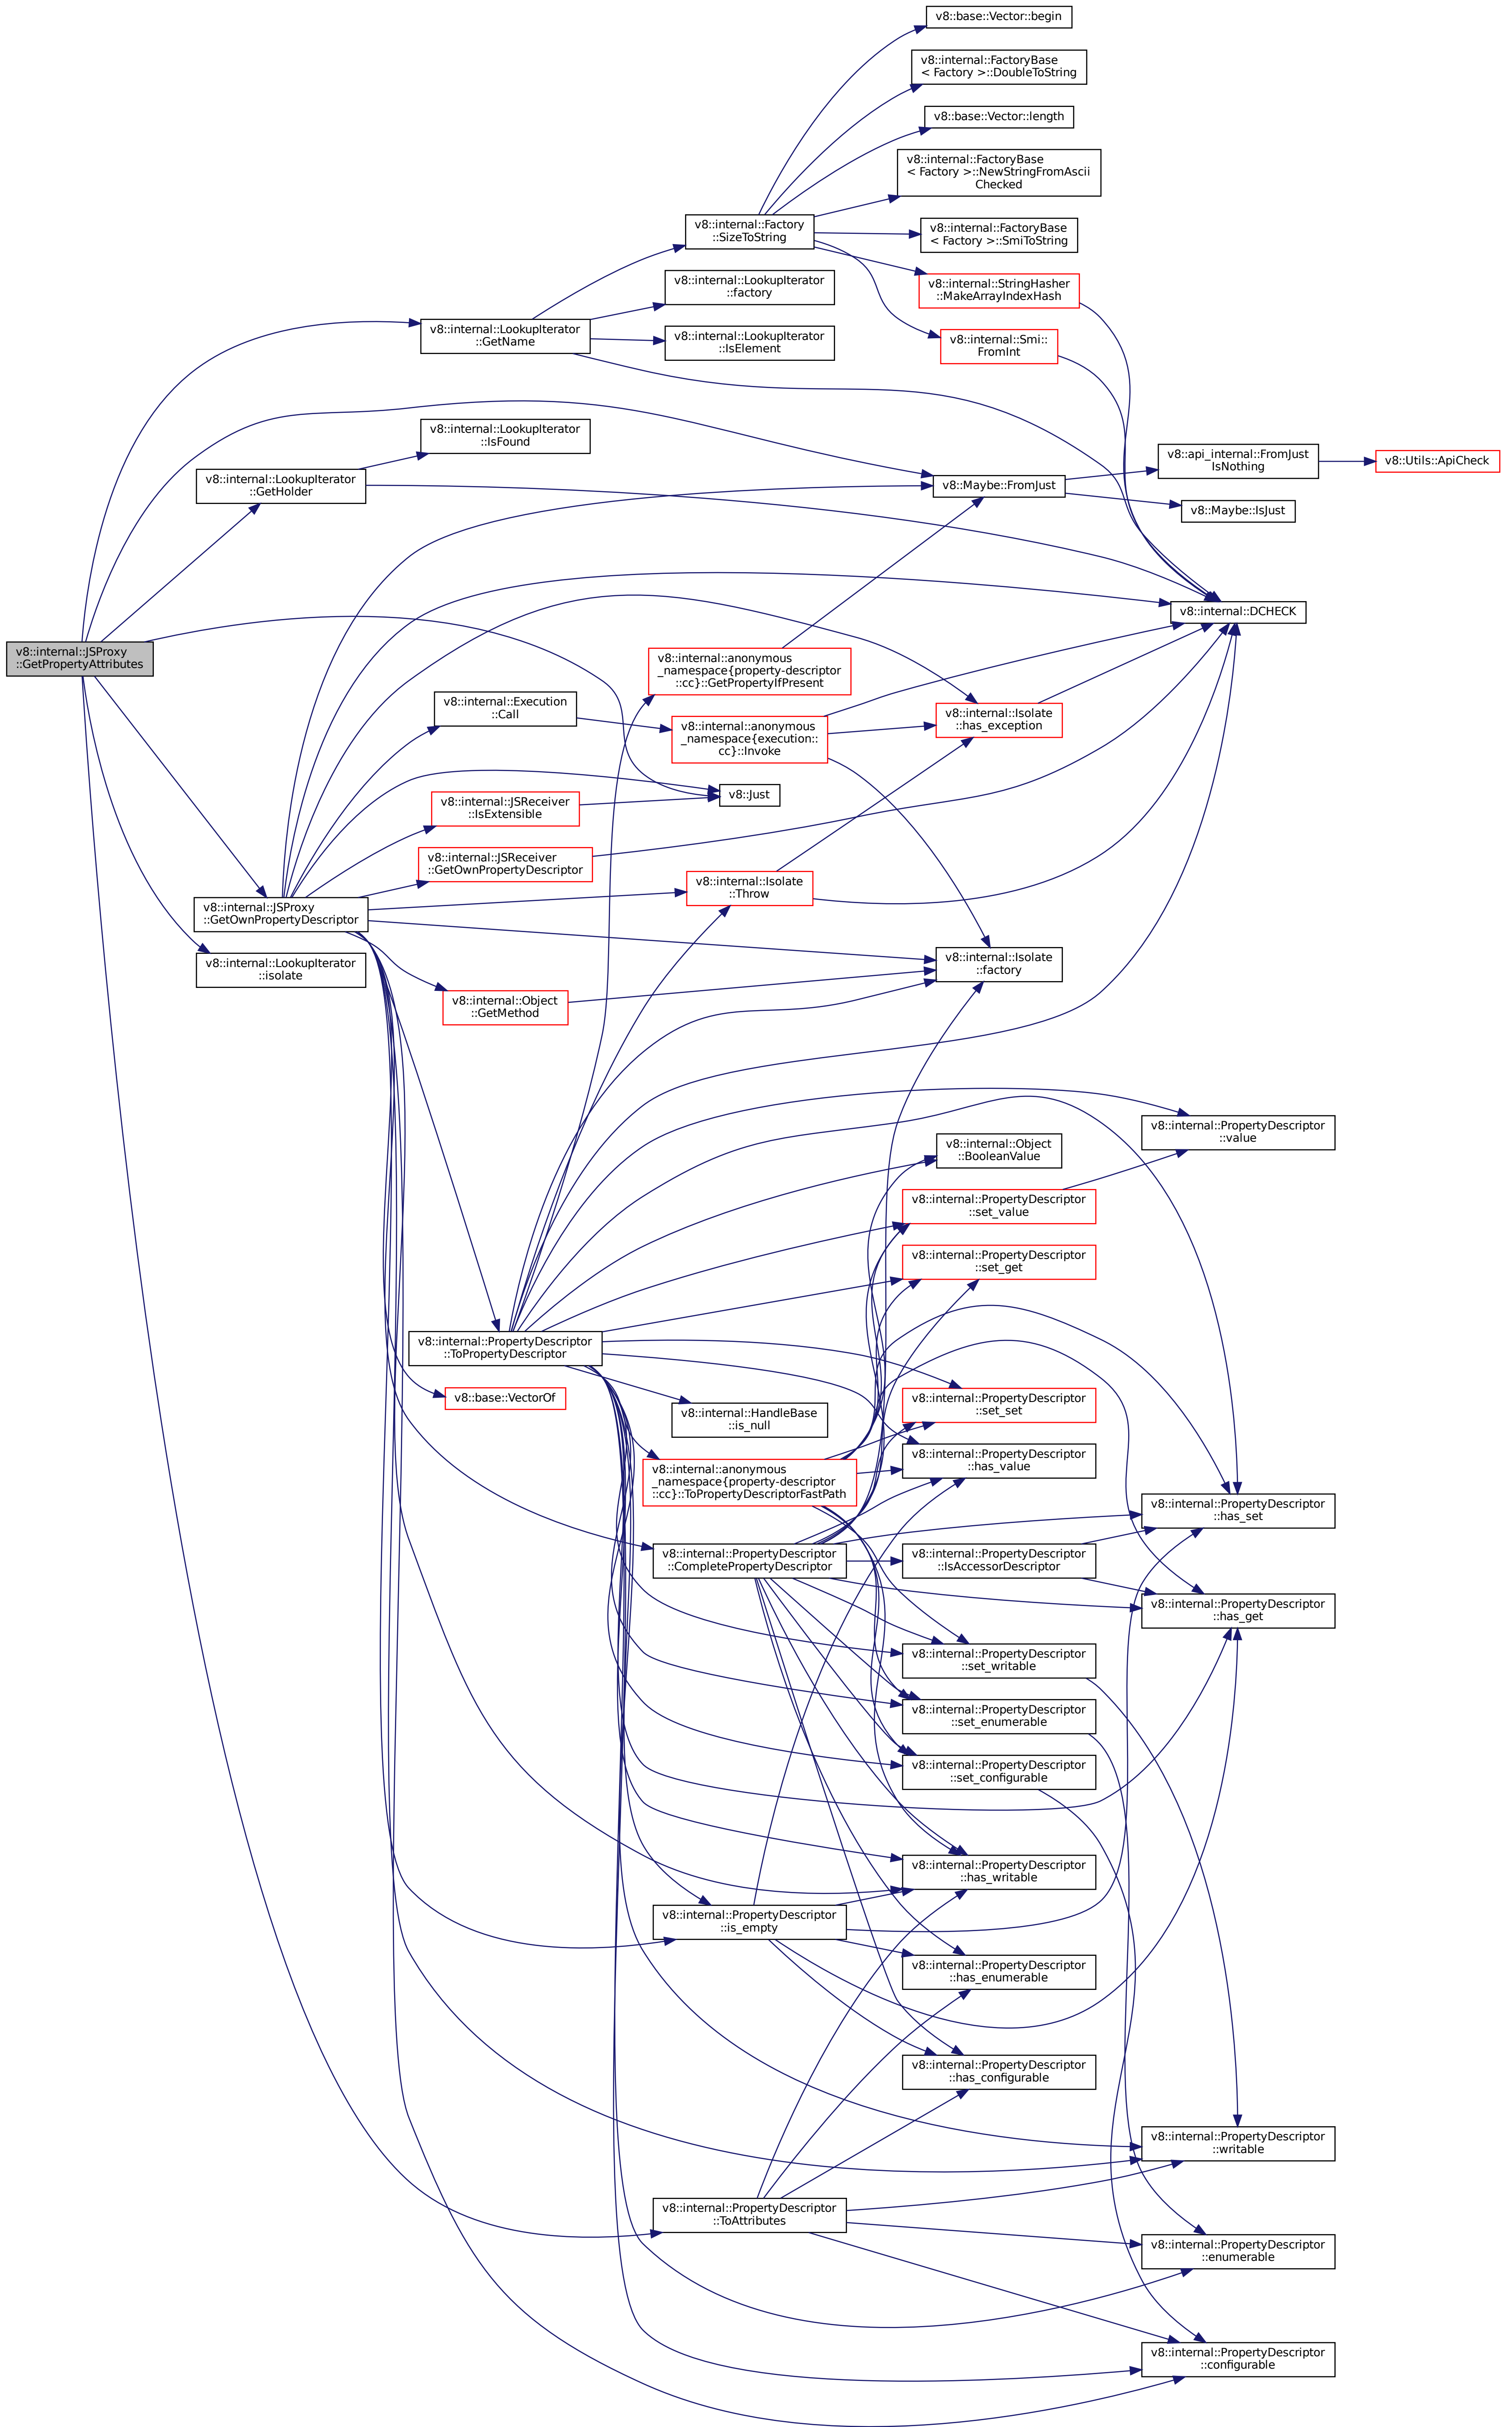 v8::base::Vector::begin
v8::internal::FactoryBase
< Factory >::DoubleToString
v8::base::Vector::length
v8::internal::FactoryBase
< Factory >::NewStringFromAscii
Checked
v8::internal::Factory
::SizeToString
v8::internal::FactoryBase
< Factory >::SmiToString
v8::internal::LookupIterator
::factory
v8::internal::StringHasher
::MakeArrayIndexHash
v8::internal::LookupIterator
::GetName
v8::internal::LookupIterator
::IsElement
v8::internal::Smi::
FromInt
v8::internal::LookupIterator
::IsFound
v8::api_internal::FromJust
IsNothing
v8::Utils::ApiCheck
v8::internal::LookupIterator
::GetHolder
v8::Maybe::FromJust
v8::Maybe::IsJust
v8::internal::DCHECK
v8::internal::JSProxy
::GetPropertyAttributes
v8::internal::anonymous
_namespace{property-descriptor
::cc}::GetPropertyIfPresent
v8::internal::Execution
::Call
v8::internal::anonymous
_namespace{execution::
cc}::Invoke
v8::internal::Isolate
::has_exception
v8::Just
v8::internal::JSReceiver
::IsExtensible
v8::internal::JSReceiver
::GetOwnPropertyDescriptor
v8::internal::Isolate
::Throw
v8::internal::JSProxy
::GetOwnPropertyDescriptor
v8::internal::LookupIterator
::isolate
v8::internal::Isolate
::factory
v8::internal::Object
::GetMethod
v8::internal::PropertyDescriptor
::value
v8::internal::Object
::BooleanValue
v8::internal::PropertyDescriptor
::set_value
v8::internal::PropertyDescriptor
::set_get
v8::internal::PropertyDescriptor
::ToPropertyDescriptor
v8::base::VectorOf
v8::internal::HandleBase
::is_null
v8::internal::PropertyDescriptor
::set_set
v8::internal::PropertyDescriptor
::has_value
v8::internal::anonymous
_namespace{property-descriptor
::cc}::ToPropertyDescriptorFastPath
v8::internal::PropertyDescriptor
::has_set
v8::internal::PropertyDescriptor
::CompletePropertyDescriptor
v8::internal::PropertyDescriptor
::IsAccessorDescriptor
v8::internal::PropertyDescriptor
::has_get
v8::internal::PropertyDescriptor
::set_writable
v8::internal::PropertyDescriptor
::set_enumerable
v8::internal::PropertyDescriptor
::set_configurable
v8::internal::PropertyDescriptor
::has_writable
v8::internal::PropertyDescriptor
::is_empty
v8::internal::PropertyDescriptor
::has_enumerable
v8::internal::PropertyDescriptor
::has_configurable
v8::internal::PropertyDescriptor
::writable
v8::internal::PropertyDescriptor
::ToAttributes
v8::internal::PropertyDescriptor
::enumerable
v8::internal::PropertyDescriptor
::configurable